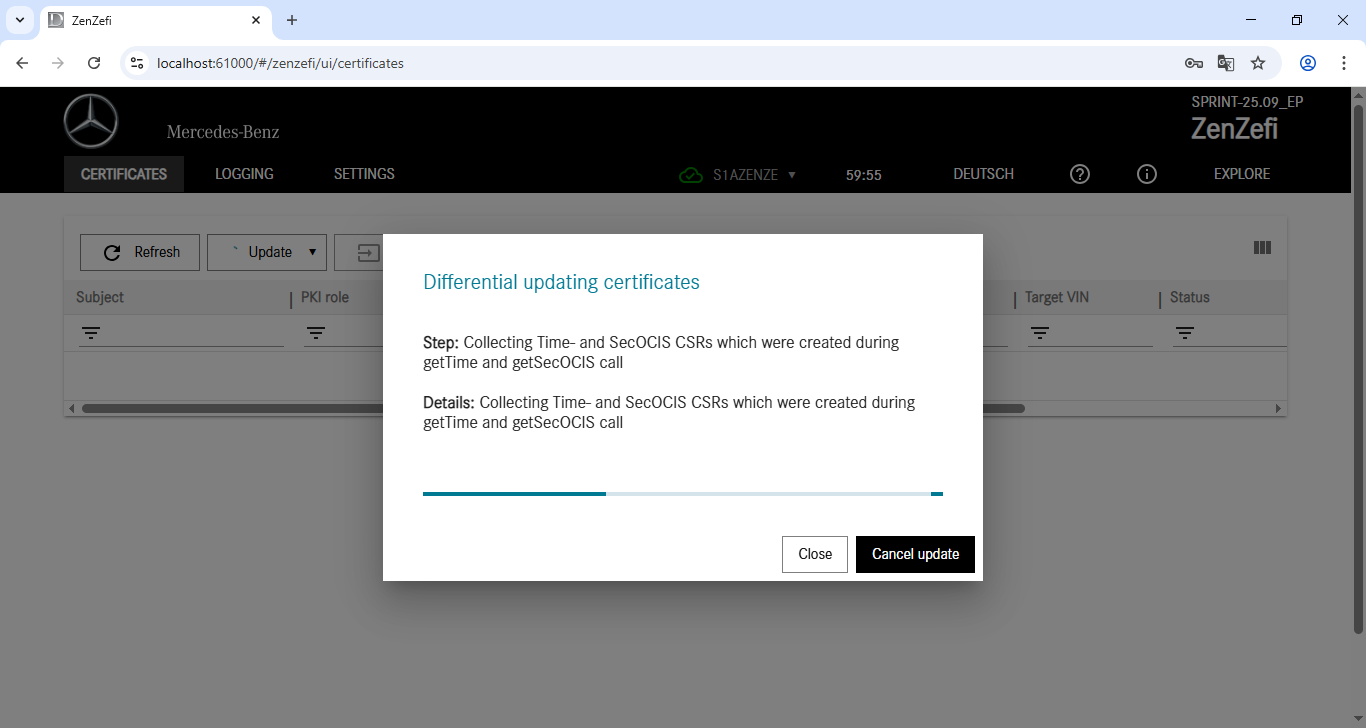 ZenZefi
localhost:61000/#/zenzefi/ui/certificates
SPRINT-25.09_EP
Mercedes-Benz
ZenZefi
CERTIFICATES LOGGING SETTINGS S1AZENZE 59:55 DEUTSCH EXPLORE
Refresh Update
Subject PKI role Target VIN Status
Differential updating certificates
Step: Collecting Time- and SecOCIS CSRs which were created during
getTime and getSecOCIS call
Details: Collecting Time- and SecOCIS CSRs which were created during
getTime and getSecOCIS call
Close Cancel update